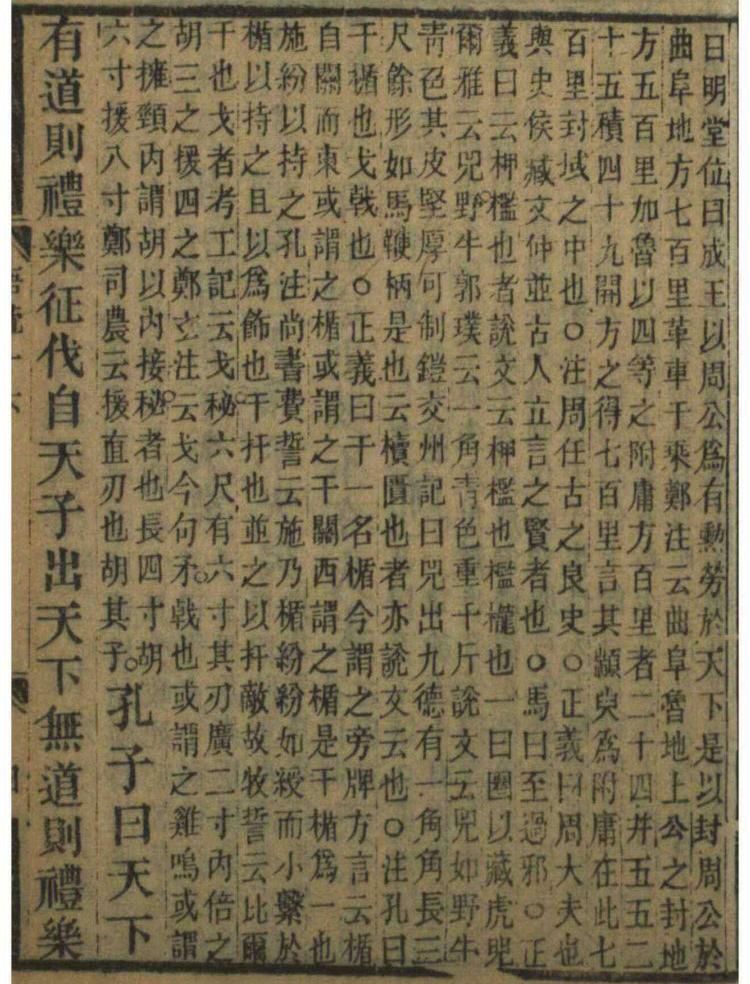 曰明堂位曰成王以周公爲有勲勞於天下是以封周公於
曲阜地方七百里革車千乘鄭注云曲阜魯地上公之封地
方五百里加魯以四等之附庸方百里者二十四并五五二
十五積四十九開方之得七百里言其顓臾爲附庸在此七
百里封域之中也○注周任古之良史○正義曰周大夫也
與史佚臧文仲並古人立言之賢者也○馬曰至過邪○正
義曰云柙檻也者說文云柙檻也檻櫳也一曰圈以藏虎兕
爾雅云兕野牛郭璞云一角靑色重千斤說文云兕如野牛
靑色其皮堅厚可制鎧交州記曰兕出九德有一角角長三
尺餘形如馬鞭柄是也云櫝匱也者亦說文云也○注孔曰
干楯也戈戟也○正義曰干一名楯今謂之旁牌方言云楯
自關而東或謂之楯或謂之干關西謂之楯是干楯爲一也
施紛以持之孔注尚書費誓云施乃楯紛紛如綬而小繫於
楯以持之且以爲飾也干扞也並之以扞敵故牧誓云比爾
干也戈者考工記云戈秘六尺有六寸其刃廣二寸內倍之
胡三之援四之鄭玄注云戈今句矛戟也或謂之雞鳴或謂
之擁頸內謂胡以內接秘者也長四寸胡
六寸援八寸鄭司農云援直刃也胡其子孔子曰天下
有道則禮樂征伐自天子出天下無道則禮樂